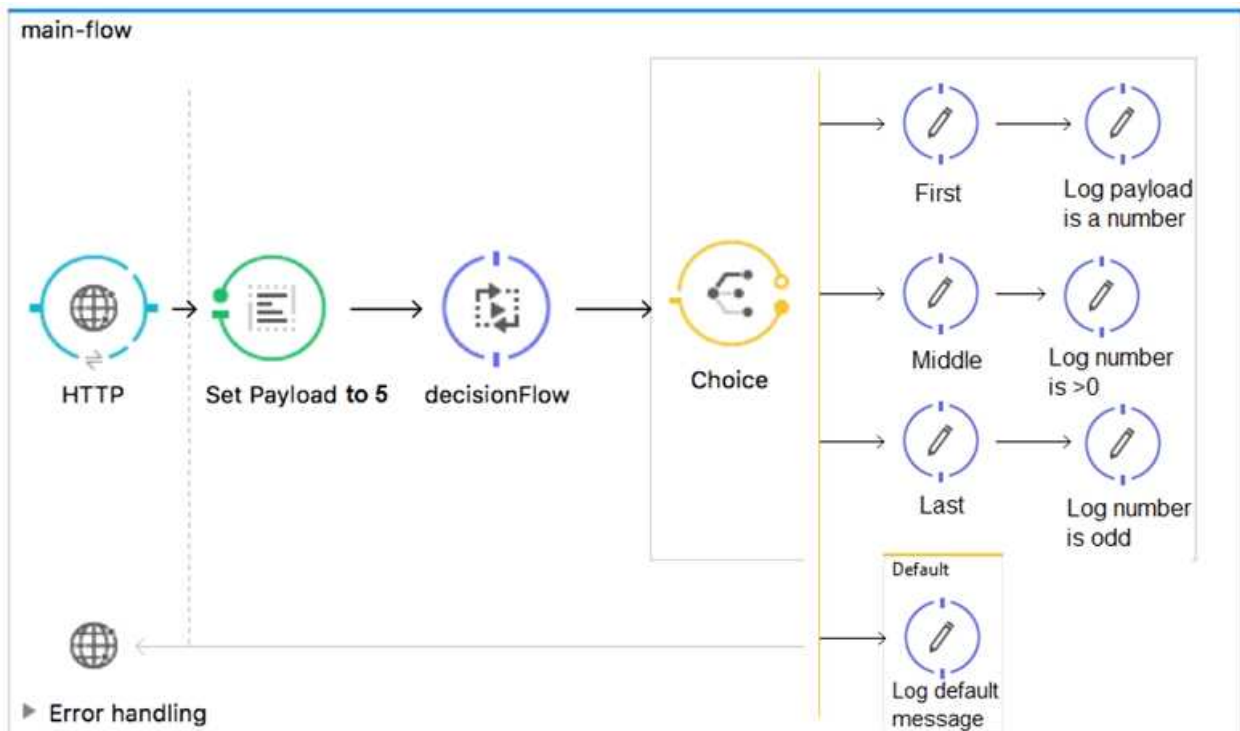 main-flow
First
Log payload
is a number
HTTP
Set Payload to 5
decisionFlow
Choice
Middle
Log number
is >0
Last
Log number
is odd
Default
Log default
message
Error handling